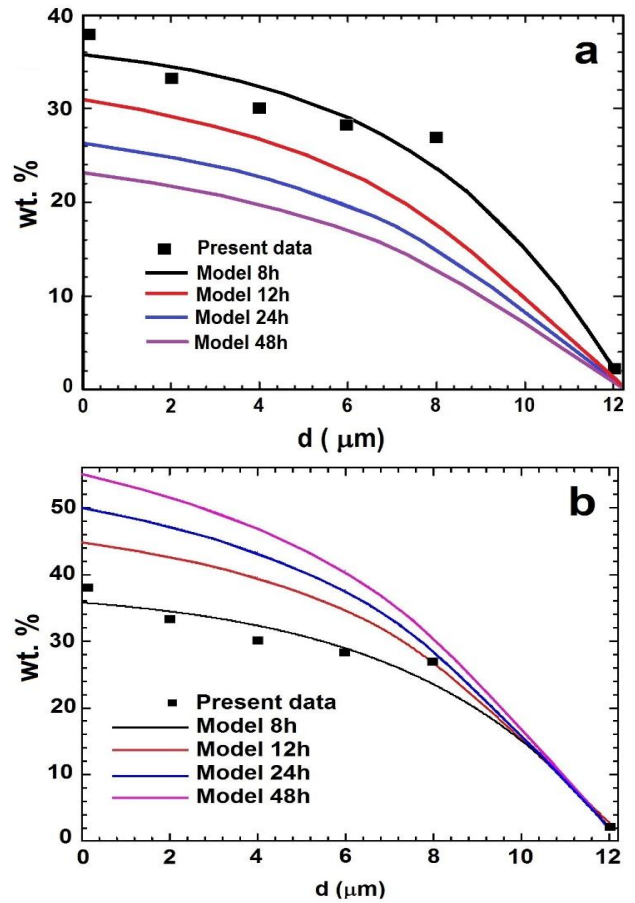 40
a
30
wt. %
20
Present data
Model 8h
10
Model 12h
Model 24h
Model 48h
0
0 2 4 6 8 10 12
d ( μm)
b
50
40
wt. %
30
20
Present data
Model 8h
Model 12h
10
Model 24h
Model 48h
0
0 2 4 6 8 10 12
d (μm)